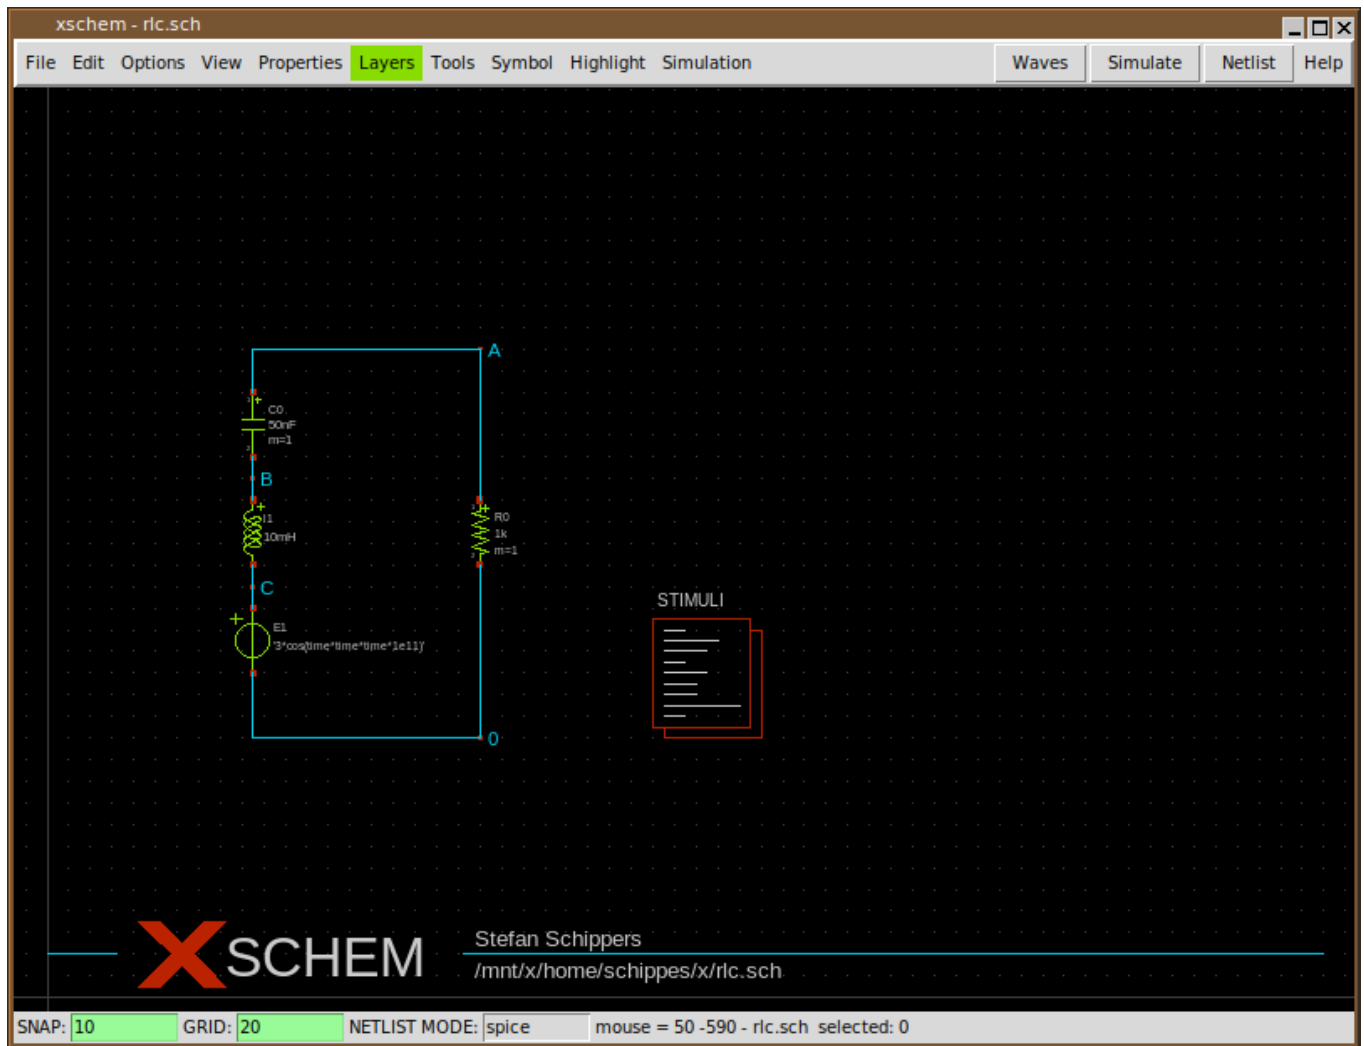 xschem - rlc.sch
File Edit Options View Properties Layers Tools Symbol Highlight Simulation Waves Simulate Netlist Help
A
C0
50nF
m=1
B
l1
10mH
R0
1k
m=1
C
E1
'3*cos(time*time*time*1e11)'
STIMULI
0
XSCHEM
Stefan Schippers
/mnt/x/home/schippes/x/rlc.sch
SNAP: 10 GRID: 20 NETLIST MODE: spice mouse = 50 -590 - rlc.sch selected: 0